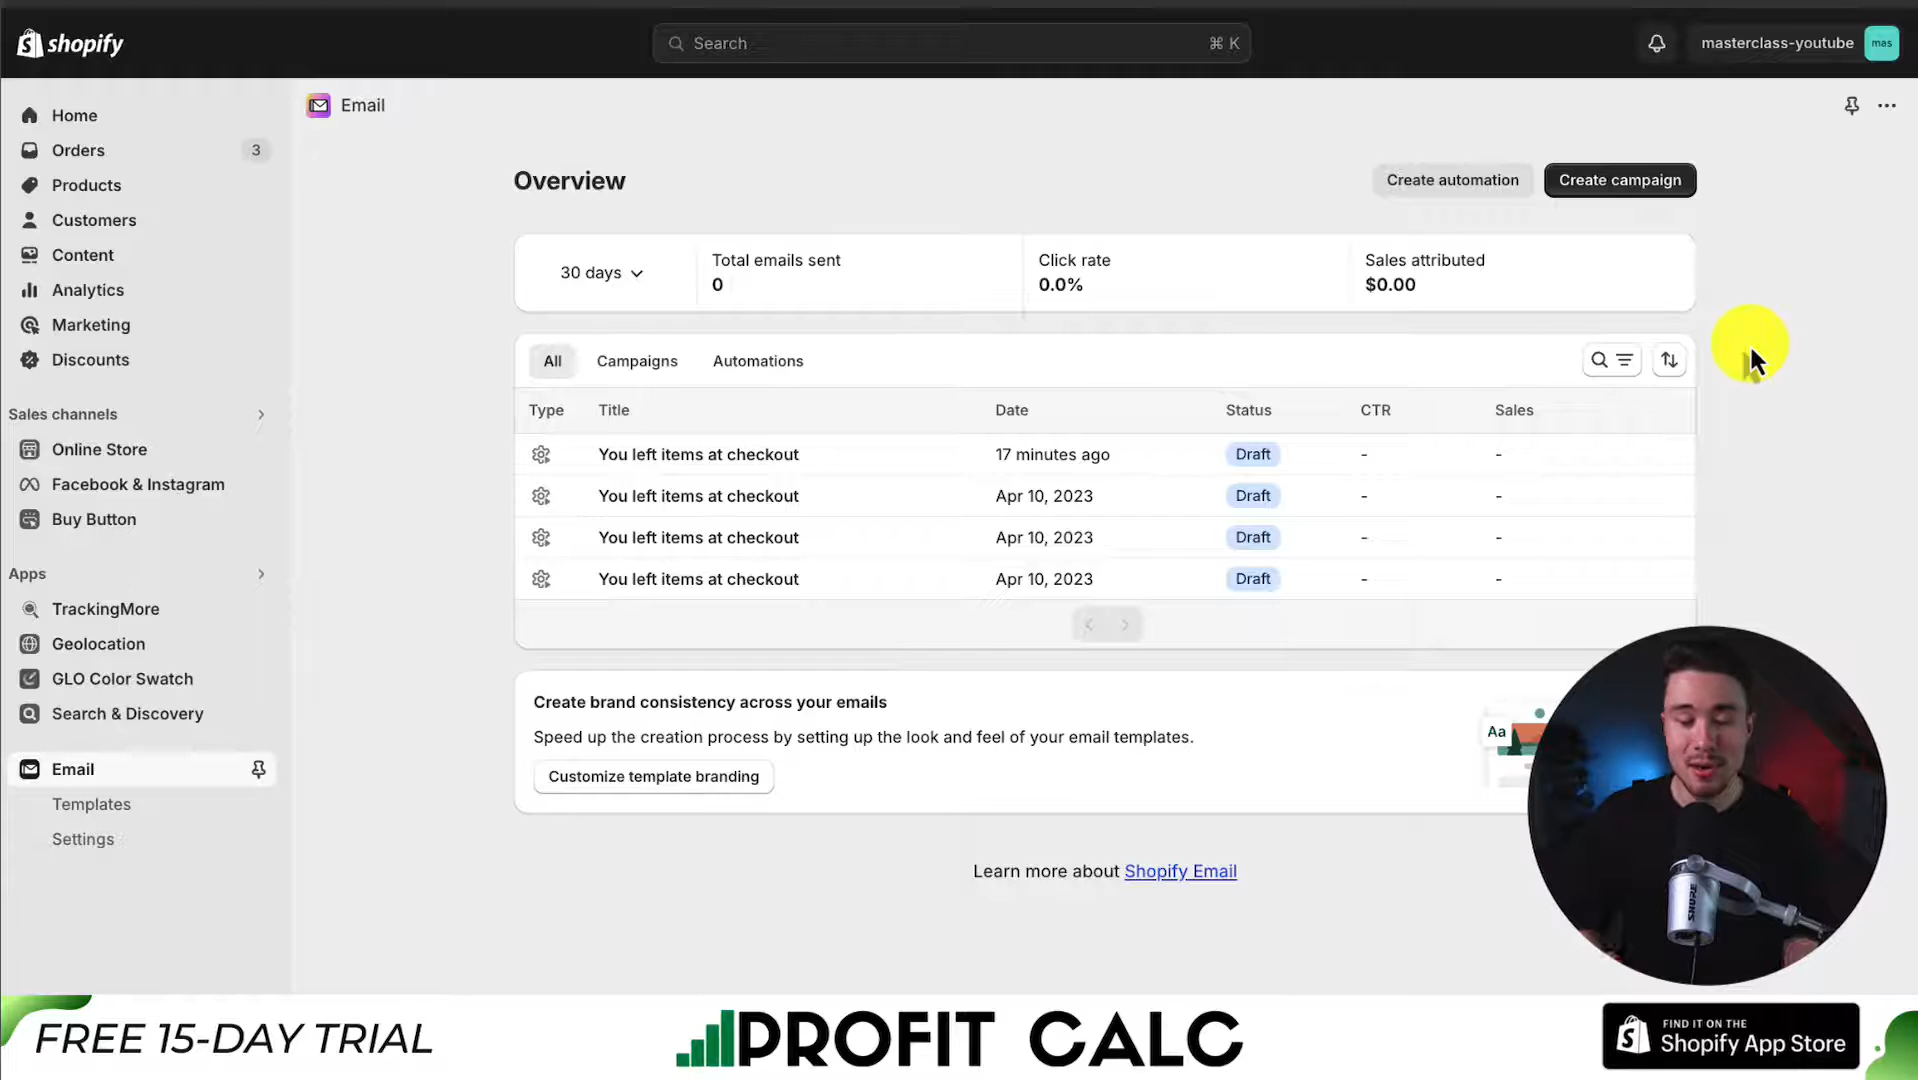 shopify
Search
⌘ K
masterclass-youtube
mas
Home
Orders
3
Products
Customers
Content
Analytics
Marketing
Discounts
Sales channels
Online Store
Facebook & Instagram
Buy Button
Apps
TrackingMore
Geolocation
GLO Color Swatch
Search & Discovery
Email
Templates
Settings
Email
Overview
Create automation
Create campaign
30 days
Total emails sent
0
Click rate
0.0%
Sales attributed
$0.00
All Campaigns Automations
Type Title Date Status CTR Sales
You left items at checkout 17 minutes ago Draft - -
You left items at checkout Apr 10, 2023 Draft - -
You left items at checkout Apr 10, 2023 Draft - -
You left items at checkout Apr 10, 2023 Draft - -
Create brand consistency across your emails
Speed up the creation process by setting up the look and feel of your email templates.
Customize template branding
Aa
Learn more about Shopify Email
SHURE
FREE 15-DAY TRIAL
PROFIT CALC
FIND IT ON THE
Shopify App Store